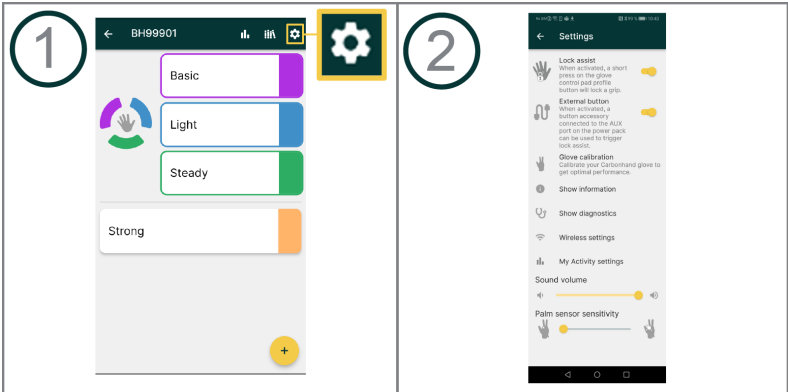 1
BH99901
Basic
Light
Steady
Strong
+
2
10:43
Settings
Lock assist
When activated, a short
press on the glove
control pad profile
button will lock a grip.
External button
When activated, a
button accessory
connected to the AUX
port on the power pack
can be used to trigger
lock assist.
Glove calibration
Calibrate your Carbonhand glove to
get optimal performance.
Show information
Show diagnostics
Wireless settings
My Activity settings
Sound volume
Palm sensor sensitivity